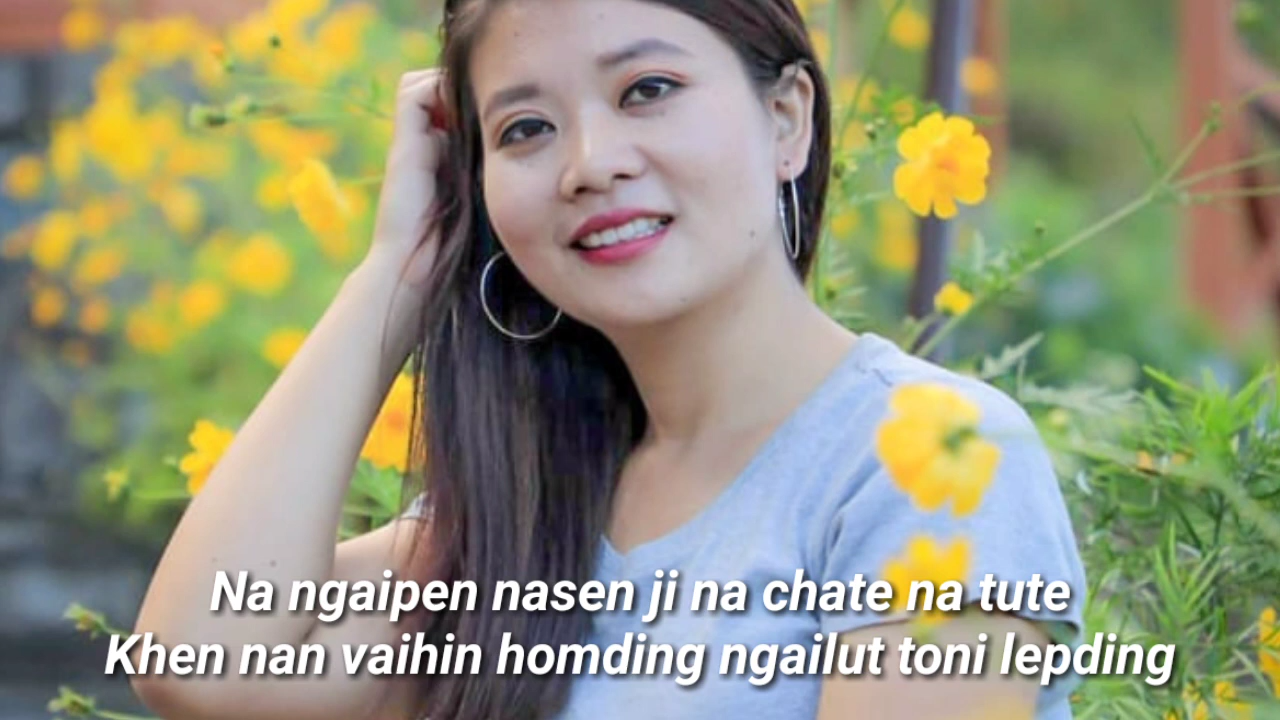 Na ngaipen nasen ji na chate na tute
Khen nan vaihin homding ngailut toni lepding